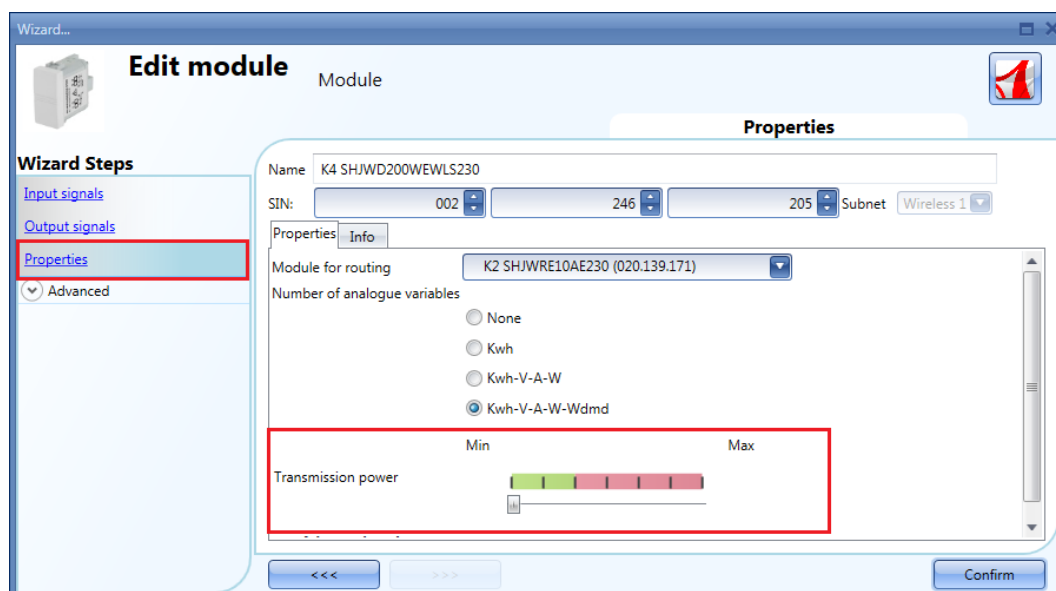 Wizard...
Edit module
Module
Properties
Wizard Steps
Input signals
Output signals
Properties
Advanced
Name K4 SHJWD200WEWLS230
SIN: 002 246 205 Subnet Wireless 1
Properties Info
Module for routing K2 SHJWRE10AE230 (020.139.171)
Number of analogue variables
None
Kwh
Kwh-V-A-W
Kwh-V-A-W-Wdmd
Min Max
Transmission power
<<< >>> Confirm